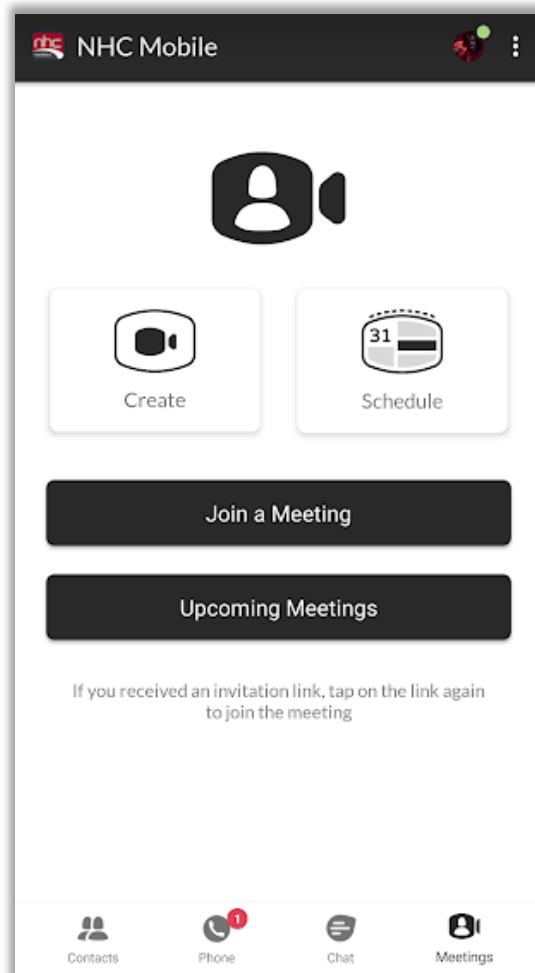 nhc NHC Mobile
31
Create
Schedule
Join a Meeting
Upcoming Meetings
If you received an invitation link, tap on the link again
to join the meeting
1
Contacts
Phone
Chat
Meetings